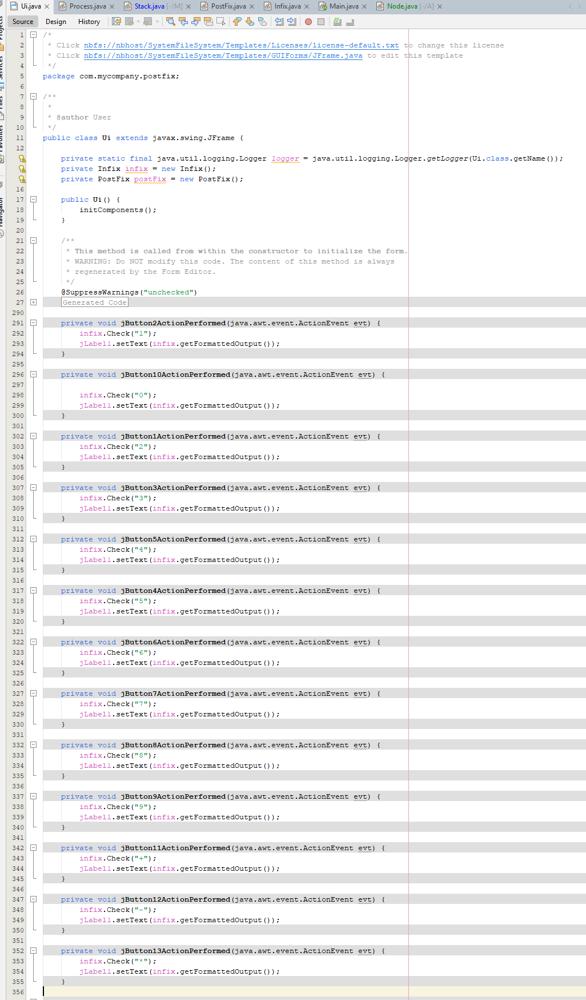 Ui.java
Process.java
Stack.java [-/M]
PostFix.java
Infix.java
Main.java
Node.java [-/A]
Source Design History
Services
Files
Favorites
Navigator
1 /*
2 * Click nbfs://nbhost/SystemFileSystem/Templates/Licenses/license-default.txt to change this license
3 * Click nbfs://nbhost/SystemFileSystem/Templates/GUIForms/JFrame.java to edit this template
4 */
5 package com.mycompany.postfix;
6
7 /**
8 *
9 * @author User
10 */
11 public class Ui extends javax.swing.JFrame {
12
private static final java.util.logging.Logger logger = java.util.logging.Logger.getLogger(Ui.class.getName());
private Infix infix = new Infix();
private PostFix postFix = new PostFix();
16
17 public Ui() {
18 initComponents();
19 }
20
21 /**
22 * This method is called from within the constructor to initialize the form.
23 * WARNING: Do NOT modify this code. The content of this method is always
24 * regenerated by the Form Editor.
25 */
26 @SuppressWarnings("unchecked")
27 Generated Code
290
291 private void jButton2ActionPerformed(java.awt.event.ActionEvent evt) {
292 infix.Check("1");
293 jLabel1.setText(infix.getFormattedOutput());
294 }
295
296 private void jButton10ActionPerformed(java.awt.event.ActionEvent evt) {
297
298 infix.Check("0");
299 jLabel1.setText(infix.getFormattedOutput());
300 }
301
302 private void jButton1ActionPerformed(java.awt.event.ActionEvent evt) {
303 infix.Check("2");
304 jLabel1.setText(infix.getFormattedOutput());
305 }
306
307 private void jButton3ActionPerformed(java.awt.event.ActionEvent evt) {
308 infix.Check("3");
309 jLabel1.setText(infix.getFormattedOutput());
310 }
311
312 private void jButton5ActionPerformed(java.awt.event.ActionEvent evt) {
313 infix.Check("4");
314 jLabel1.setText(infix.getFormattedOutput());
315 }
316
317 private void jButton4ActionPerformed(java.awt.event.ActionEvent evt) {
318 infix.Check("5");
319 jLabel1.setText(infix.getFormattedOutput());
320 }
321
322 private void jButton6ActionPerformed(java.awt.event.ActionEvent evt) {
323 infix.Check("6");
324 jLabel1.setText(infix.getFormattedOutput());
325 }
326
327 private void jButton7ActionPerformed(java.awt.event.ActionEvent evt) {
328 infix.Check("7");
329 jLabel1.setText(infix.getFormattedOutput());
330 }
331
332 private void jButton8ActionPerformed(java.awt.event.ActionEvent evt) {
333 infix.Check("8");
334 jLabel1.setText(infix.getFormattedOutput());
335 }
336
337 private void jButton9ActionPerformed(java.awt.event.ActionEvent evt) {
338 infix.Check("9");
339 jLabel1.setText(infix.getFormattedOutput());
340 }
341
342 private void jButton11ActionPerformed(java.awt.event.ActionEvent evt) {
343 infix.Check("+");
344 jLabel1.setText(infix.getFormattedOutput());
345 }
346
347 private void jButton12ActionPerformed(java.awt.event.ActionEvent evt) {
348 infix.Check("-");
349 jLabel1.setText(infix.getFormattedOutput());
350 }
351
352 private void jButton13ActionPerformed(java.awt.event.ActionEvent evt) {
353 infix.Check("*");
354 jLabel1.setText(infix.getFormattedOutput());
355 }
356